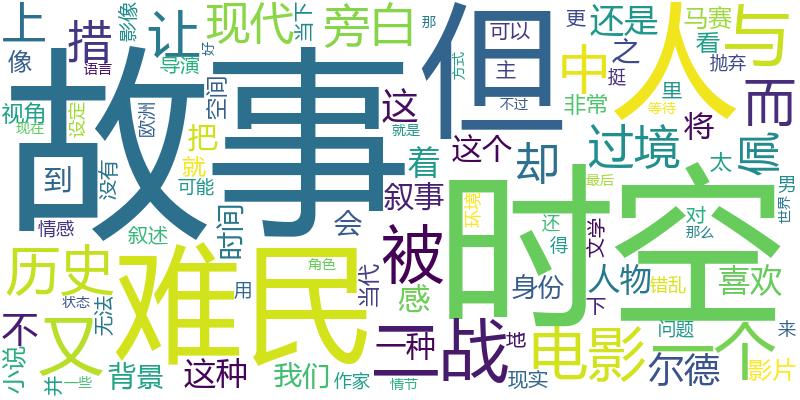 上 像 措 让 现代 影像 当下 旁白 那 但 可以 主 不过 方式 更 还是 之 挺 马赛 看 抛弃 与
语言 导演 好 人 而
视角 现在 设定 欧洲 故事 空间 把 就 可能 这 着 就是 中 非常 里 将 太 佩
到 没有 情感 叙述 时间 会 叙事 这个 却 过境 最后 等待 男 世界
历史 难民 被 时空 环境 还 得 文学 对 那么
状态 无法 用 角色 当代 感 身份 下 人物 错乱 喜欢
不 又 二战 一种 电影 问题 一个 来
小说 并 一些 背景 这种 我们 作家 情节 现实 尔德 影片